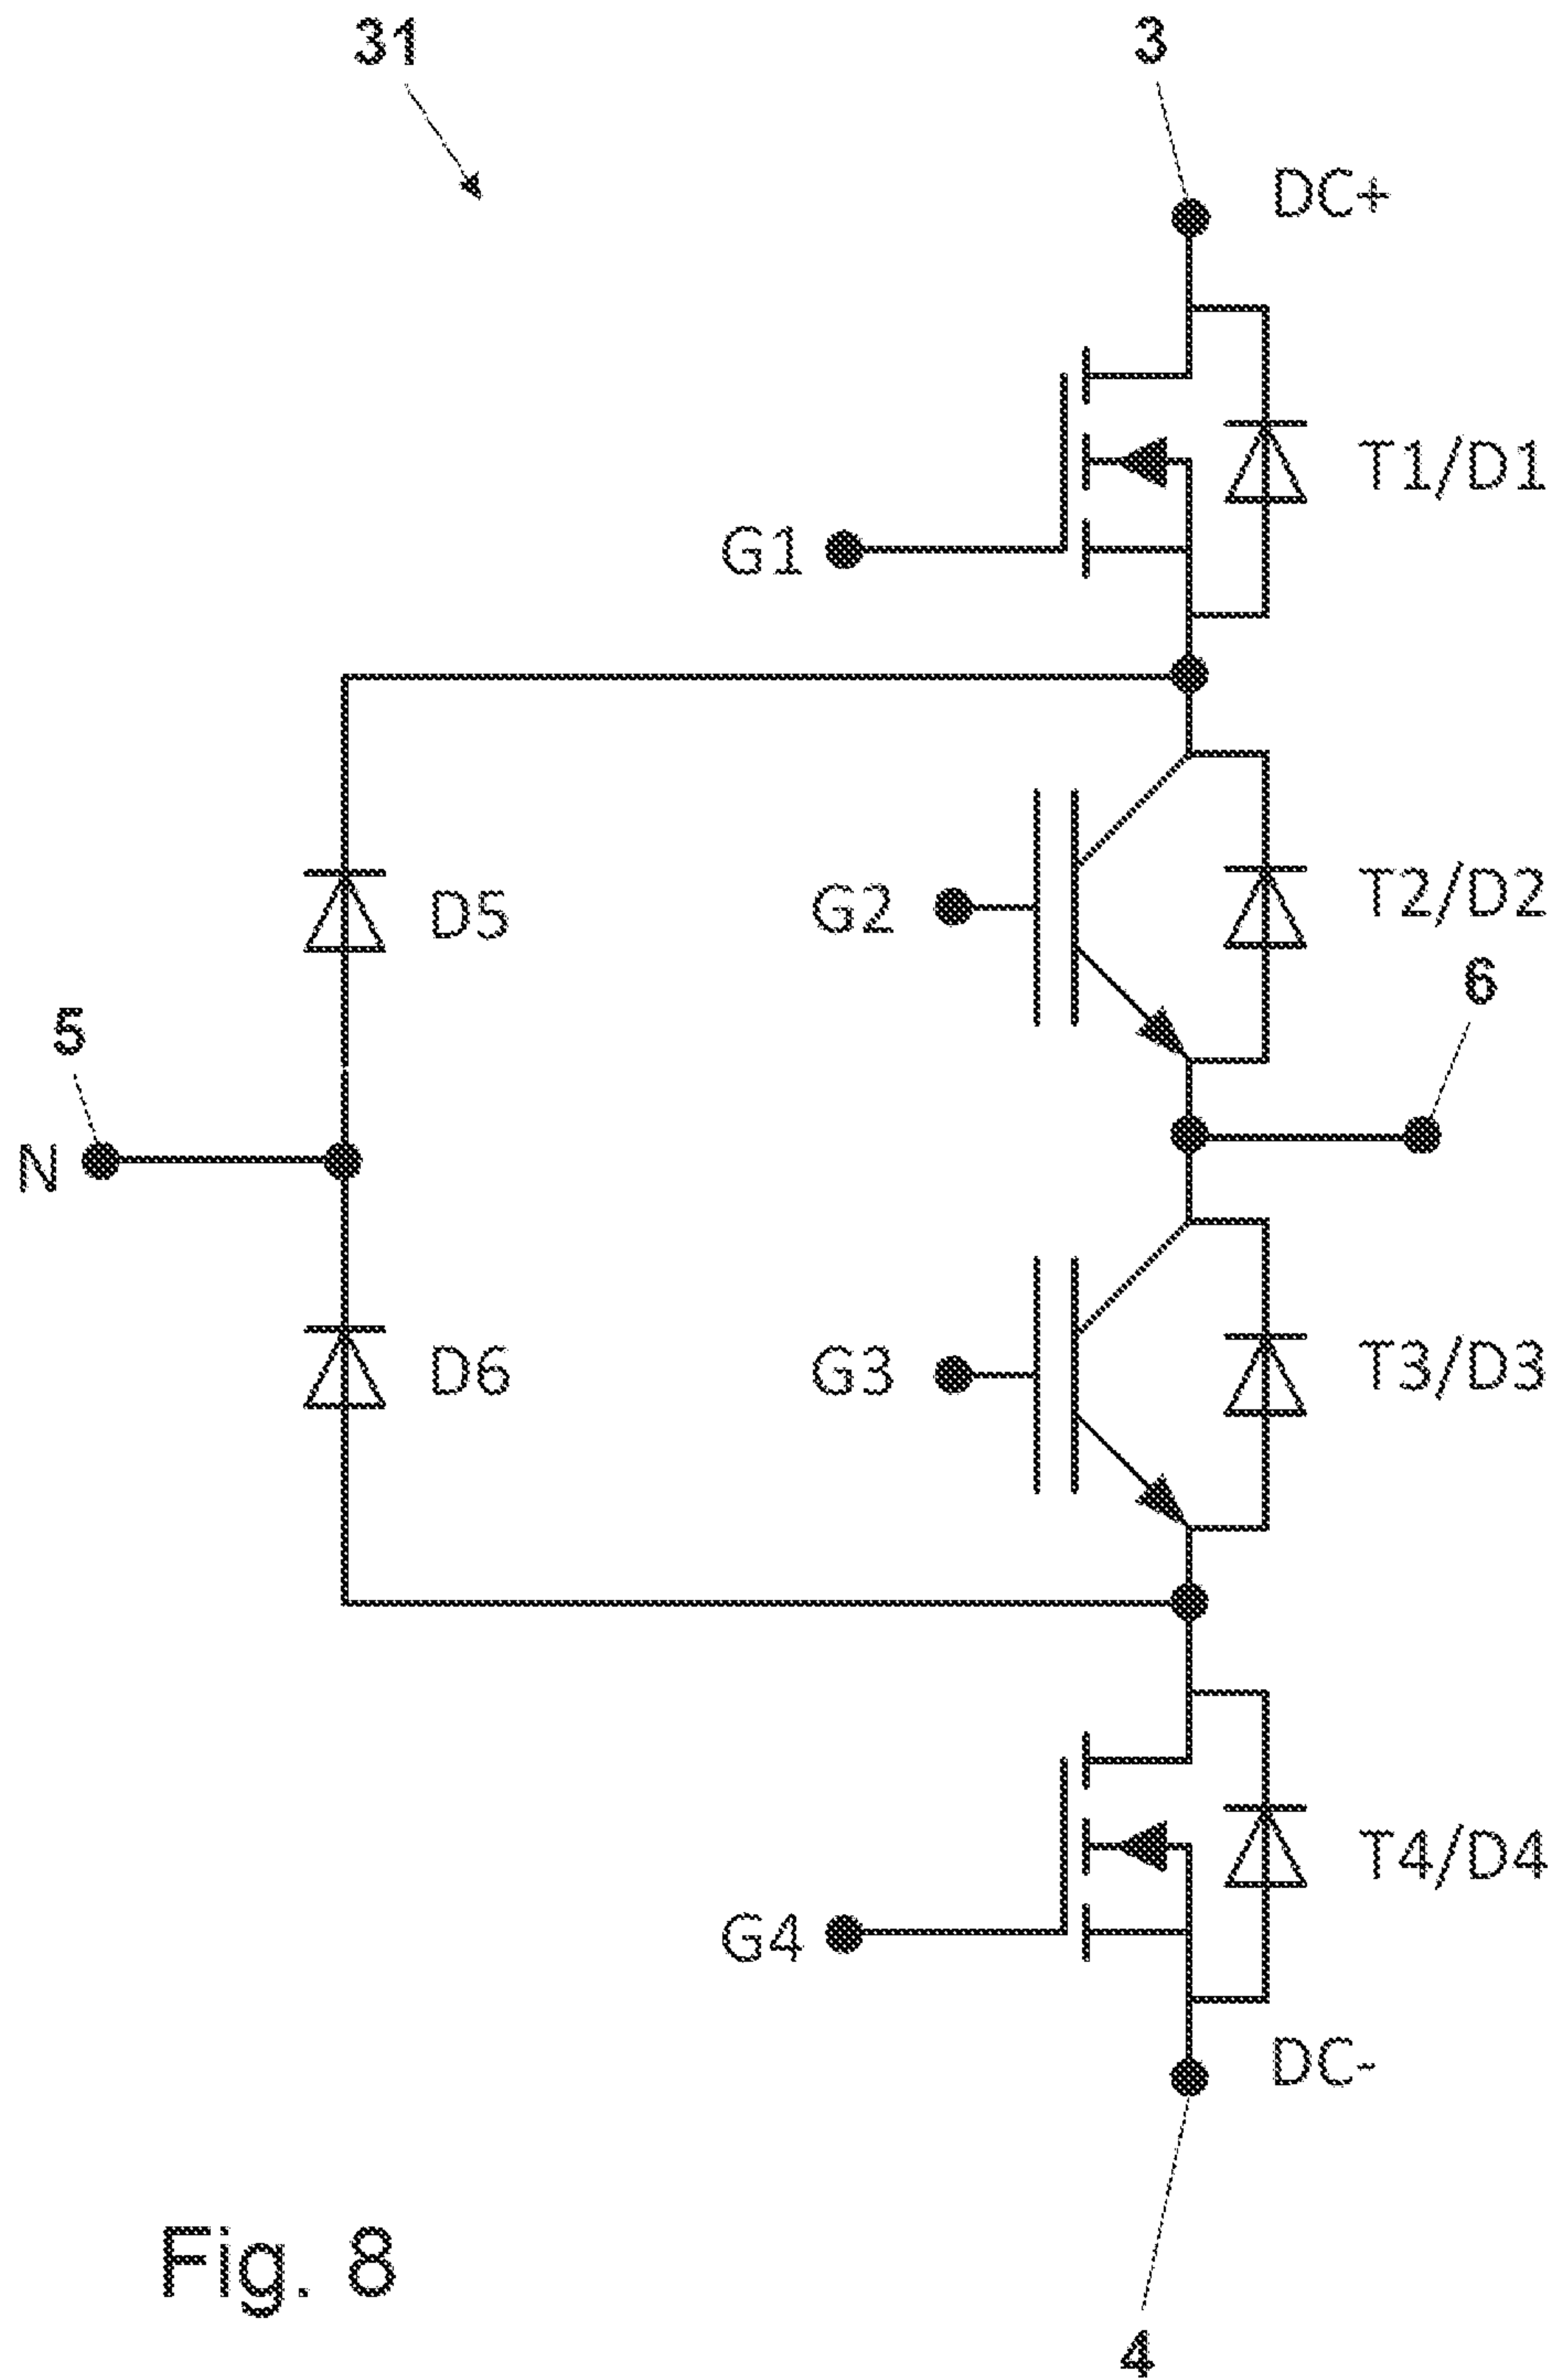 31
3
DC+
T1/D1
G1
T2/D2
D5
G2
6
5
N
T3/D3
D6
G3
T4/D4
G4
DC-
Fig. 8
4